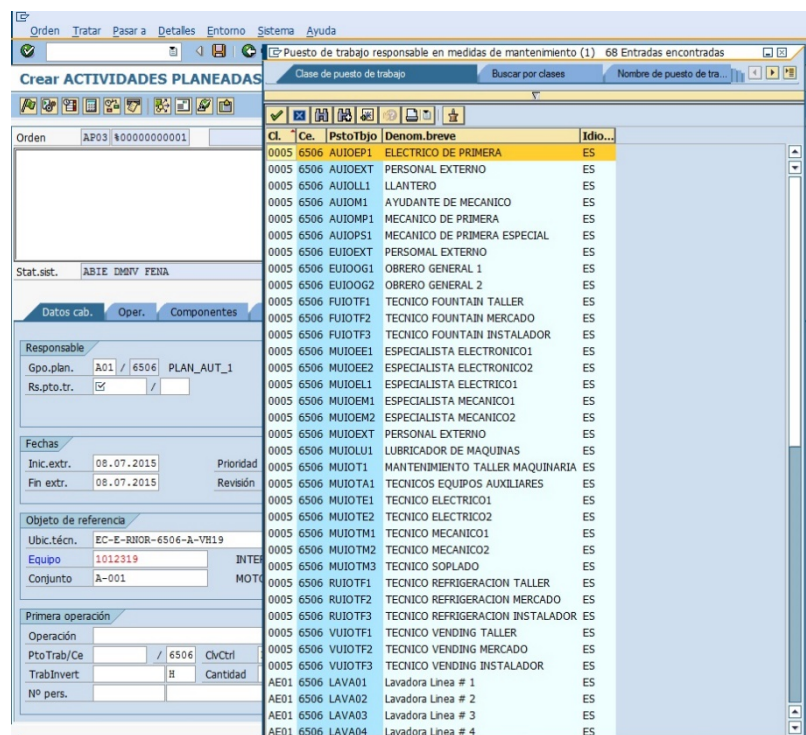 Orden Tratar Pasar a Detalles Entorno Sistema Ayuda
Crear ACTIVIDADES PLANEADAS
Orden AP03 %00000000001
Stat.sist. ABIE DMNV FENA
Datos cab. Oper. Componentes
Responsable
Gpo.plan. A01 / 6506 PLAN_AUT_1
Rs.pto.tr. /
Fechas
Inic.extr. 08.07.2015 Prioridad
Fin extr. 08.07.2015 Revisión
Objeto de referencia
Ubic.técn. EC-E-RNOR-6506-A-VH19
Equipo 1012319 INTE
Conjunto A-001 MOTO
Primera operación
Operación
PtoTrab/Ce / 6506 ClvCtrl
TrabInvert H Cantidad
Nº pers.
Puesto de trabajo responsable en medidas de mantenimiento (1) 68 Entradas encontradas
Clase de puesto de trabajo Buscar por clases Nombre de puesto de tra...
Cl. Ce. PstoTbjo Denom.breve Idio...
0005 6506 AUIOEP1 ELECTRICO DE PRIMERA ES
0005 6506 AUIOEXT PERSONAL EXTERNO ES
0005 6506 AUIOLL1 LLANTERO ES
0005 6506 AUIOM1 AYUDANTE DE MECANICO ES
0005 6506 AUIOMP1 MECANICO DE PRIMERA ES
0005 6506 AUIOPS1 MECANICO DE PRIMERA ESPECIAL ES
0005 6506 EUIOEXT PERSOMAL EXTERNO ES
0005 6506 EUIOOG1 OBRERO GENERAL 1 ES
0005 6506 EUIOOG2 OBRERO GENERAL 2 ES
0005 6506 FUIOTF1 TECNICO FOUNTAIN TALLER ES
0005 6506 FUIOTF2 TECNICO FOUNTAIN MERCADO ES
0005 6506 FUIOTF3 TECNICO FOUNTAIN INSTALADOR ES
0005 6506 MUIOEE1 ESPECIALISTA ELECTRONICO1 ES
0005 6506 MUIOEE2 ESPECIALISTA ELECTRONICO2 ES
0005 6506 MUIOEL1 ESPECIALISTA ELECTRICO1 ES
0005 6506 MUIOEM1 ESPECIALISTA MECANICO1 ES
0005 6506 MUIOEM2 ESPECIALISTA MECANICO2 ES
0005 6506 MUIOEXT PERSONAL EXTERNO ES
0005 6506 MUIOLU1 LUBRICADOR DE MAQUINAS ES
0005 6506 MUIOT1 MANTENIMIENTO TALLER MAQUINARIA ES
0005 6506 MUIOTA1 TECNICOS EQUIPOS AUXILIARES ES
0005 6506 MUIOTE1 TECNICO ELECTRICO1 ES
0005 6506 MUIOTE2 TECNICO ELECTRICO2 ES
0005 6506 MUIOTM1 TECNICO MECANICO1 ES
0005 6506 MUIOTM2 TECNICO MECANICO2 ES
0005 6506 MUIOTM3 TECNICO SOPLADO ES
0005 6506 RUIOTF1 TECNICO REFRIGERACION TALLER ES
0005 6506 RUIOTF2 TECNICO REFRIGERACION MERCADO ES
0005 6506 RUIOTF3 TECNICO REFRIGERACION INSTALADOR ES
0005 6506 VUIOTF1 TECNICO VENDING TALLER ES
0005 6506 VUIOTF2 TECNICO VENDING MERCADO ES
0005 6506 VUIOTF3 TECNICO VENDING INSTALADOR ES
AE01 6506 LAVA01 Lavadora Linea # 1 ES
AE01 6506 LAVA02 Lavadora Linea # 2 ES
AE01 6506 LAVA03 Lavadora Linea # 3 ES
AE01 6506 LAVA04 Lavadora Linea # 4 ES